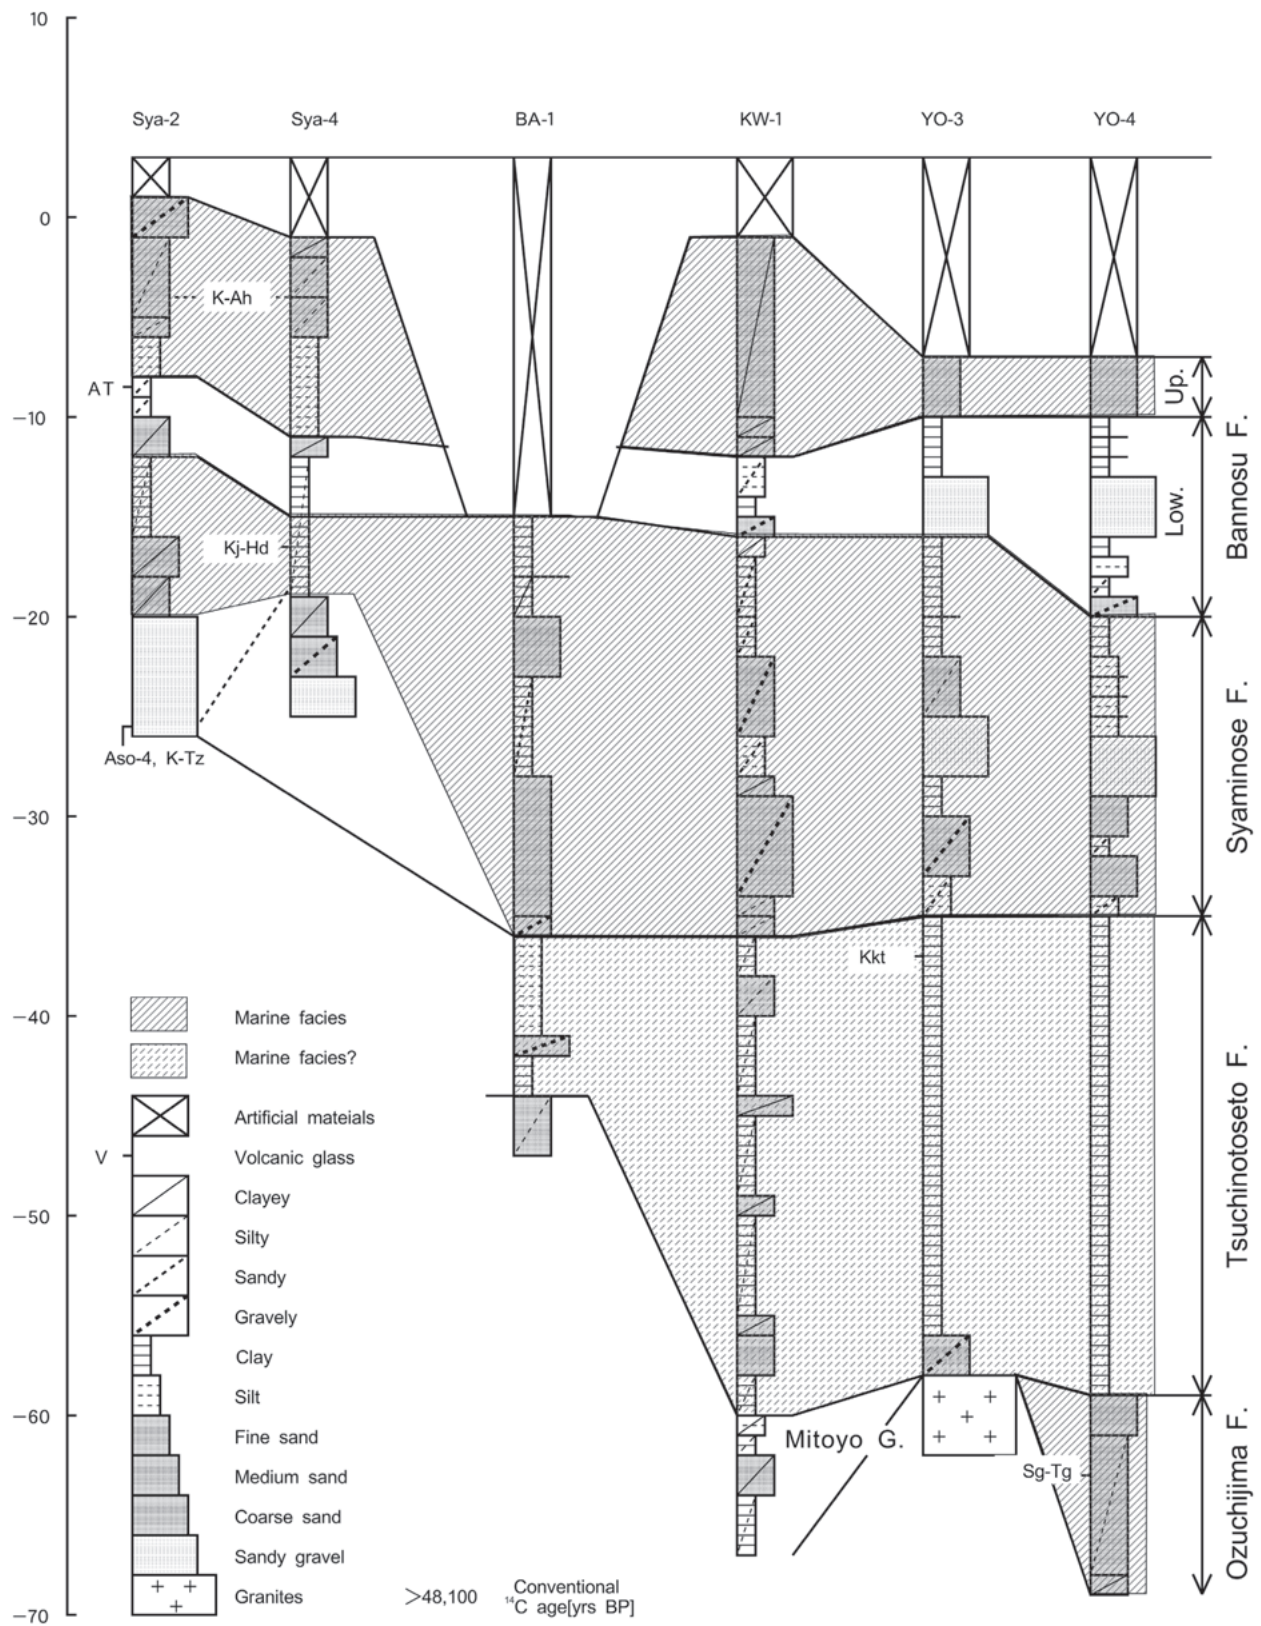 10
Sya-2 Sya-4 BA-1 KW-1 YO-3 YO-4
0
K-Ah
Up.
AT
−10
Low.
Bannosu F.
Kj-Hd
−20
Syaminose F.
Aso-4, K-Tz
−30
Kkt
−40
Marine facies
Marine facies?
Artificial mateials
V Volcanic glass
Clayey
−50
Silty
Tsuchinotoseto F.
Sandy
Gravely
Clay
Silt
−60
Fine sand
Mitoyo G.
Medium sand
Sg-Tg
Coarse sand
Ozuchijima F.
Sandy gravel
Granites
>48,100 Conventional
14C age[yrs BP]
−70